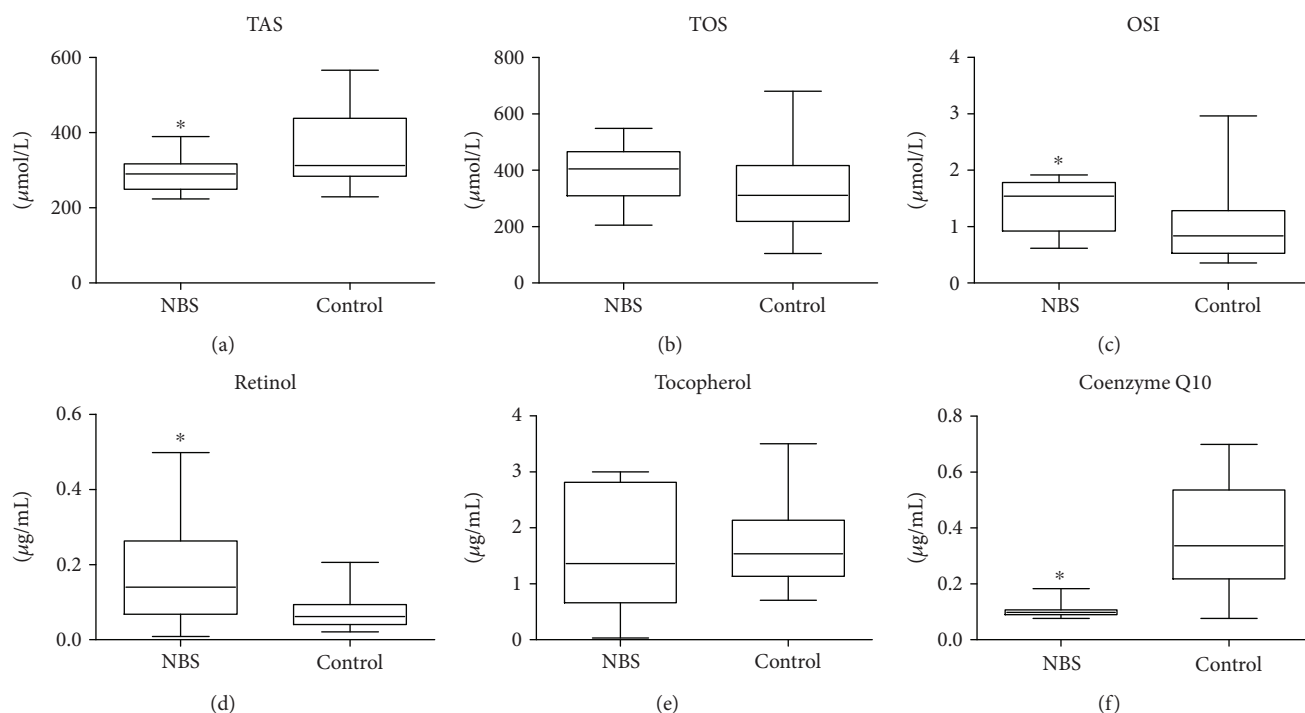 TAS
600
400
200
0
(µmol/L)
*
NBS
Control
(a)
TOS
800
600
400
200
0
(µmol/L)
NBS
Control
(b)
OSI
4
3
2
1
0
(µmol/L)
*
NBS
Control
(c)
Retinol
0.6
0.4
0.2
0.0
(µg/mL)
*
NBS
Control
(d)
Tocopherol
4
3
2
1
0
(µg/mL)
NBS
Control
(e)
Coenzyme Q10
0.8
0.6
0.4
0.2
0.0
(µg/mL)
*
NBS
Control
(f)